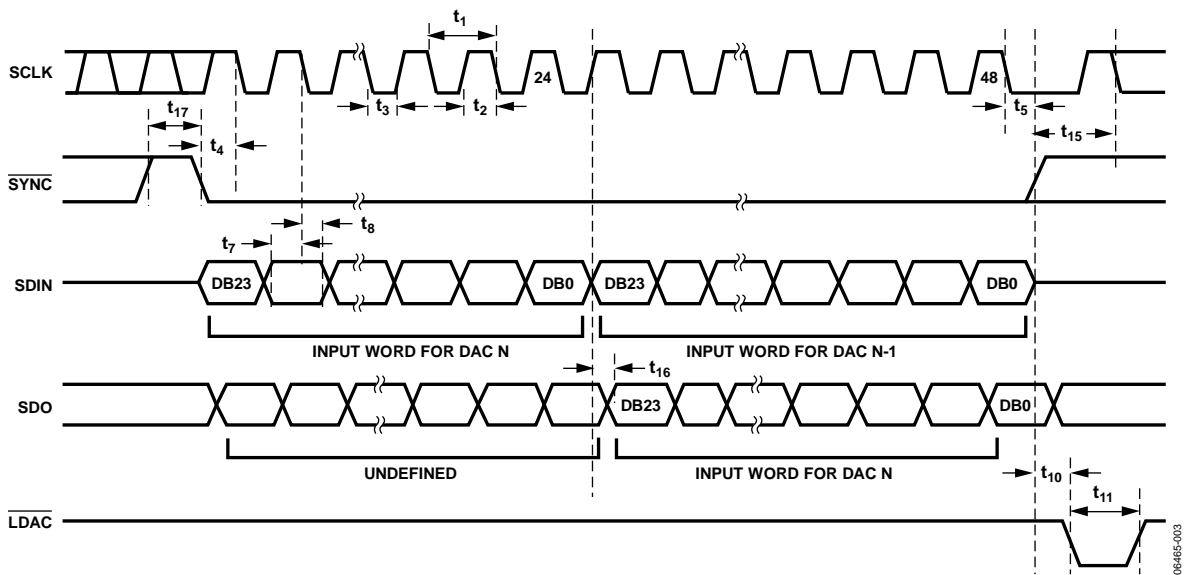 t1
SCLK
24
48
t3
t2
t5
t17
t4
t15
SYNC
t7
t8
SDIN
DB23
DB0
DB23
DB0
INPUT WORD FOR DAC N
INPUT WORD FOR DAC N-1
t16
SDO
DB23
DB0
UNDEFINED
INPUT WORD FOR DAC N
t10
t11
LDAC
06465-003